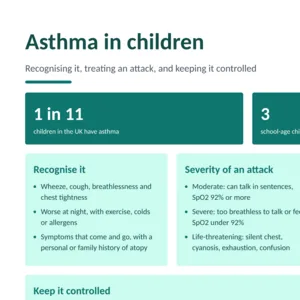 Asthma in children
Recognising it, treating an attack, and keeping it controlled
1 in 11
children in the UK have asthma
3
school-age
Recognise it
• Wheeze, cough, breathlessness and
chest tightness
• Worse at night, with exercise, colds
or allergens
• Symptoms that come and go, with a
personal or family history of atopy
Severity of an attack
• Moderate: can talk in sentences,
SpO2 92% or more
• Severe: too breathless to talk or
SpO2 under 92%
• Life-threatening: silent chest,
cyanosis, exhaustion, confusion
Keep it controlled